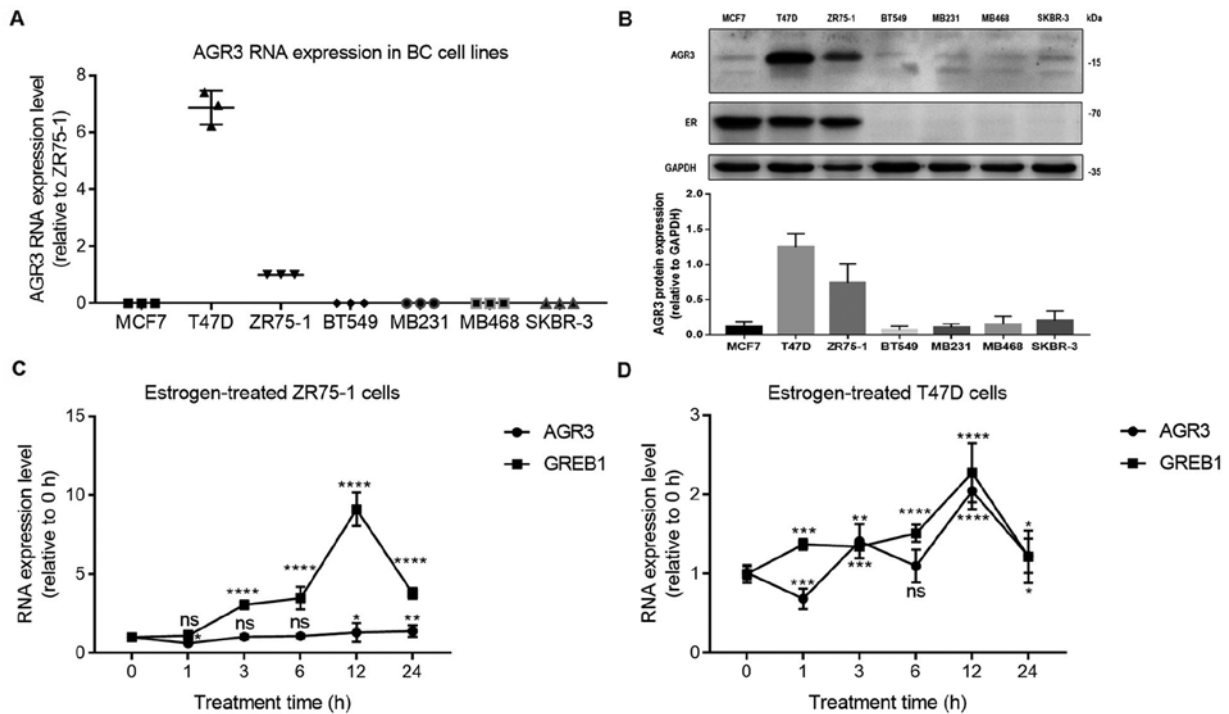 A
AGR3 RNA expression in BC cell lines
AGR3 RNA expression level
(relative to ZR75-1)
8
6
4
2
0
MCF7 T47D ZR75-1 BT549 MB231 MB468 SKBR-3
B
MCF7 T47D ZR75-1 BT549 MB231 MB468 SKBR-3 kDa
AGR3 -15
ER -70
GAPDH -35
AGR3 protein expression
(relative to GAPDH)
2.0
1.5
1.0
0.5
0.0
MCF7 T47D ZR75-1 BT549 MB231 MB468 SKBR-3
C
Estrogen-treated ZR75-1 cells
RNA expression level
(relative to 0 h)
15
10
5
0
AGR3
GREB1
****
**** **** ****
ns ns ns * **
*
0 1 3 6 12 24
Treatment time (h)
D
Estrogen-treated T47D cells
RNA expression level
(relative to 0 h)
3
2
1
0
AGR3
GREB1
****
*** ** **** *
*** *** ns **** *
0 1 3 6 12 24
Treatment time (h)